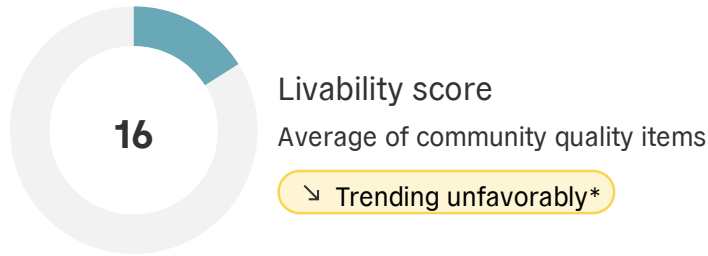 16
Livability score
Average of community quality items
↘ Trending unfavorably*